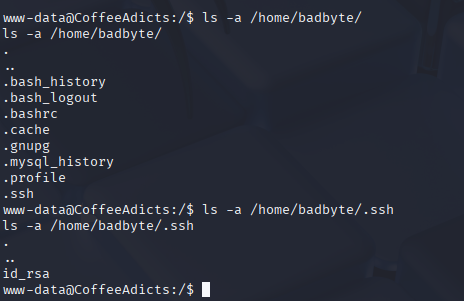 www-data@CoffeeAdicts:/$ ls -a /home/badbyte/
ls -a /home/badbyte/
.
..
.bash_history
.bash_logout
.bashrc
.cache
.gnupg
.mysql_history
.profile
.ssh
www-data@CoffeeAdicts:/$ ls -a /home/badbyte/.ssh
ls -a /home/badbyte/.ssh
.
..
id_rsa
www-data@CoffeeAdicts:/$